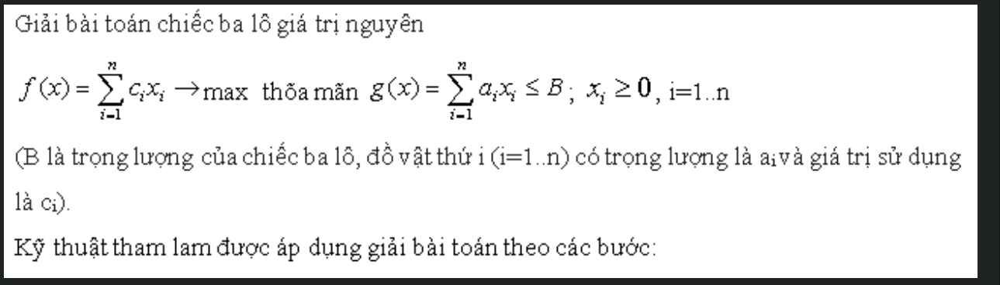 Giải bài toán chiếc ba lô giá trị nguyên
f(x) = \sum_{i=1}^{n} c_i x_i → max thõa mãn g(x) = \sum_{i=1}^{n} a_i x_i ≤ B ; x_i ≥ 0 , i=1..n
(B là trọng lượng của chiếc ba lô, đồ vật thứ i (i=1..n) có trọng lượng là aᵢ và giá trị sử dụng
là cᵢ).
Kỹ thuật tham lam được áp dụng giải bài toán theo các bước: